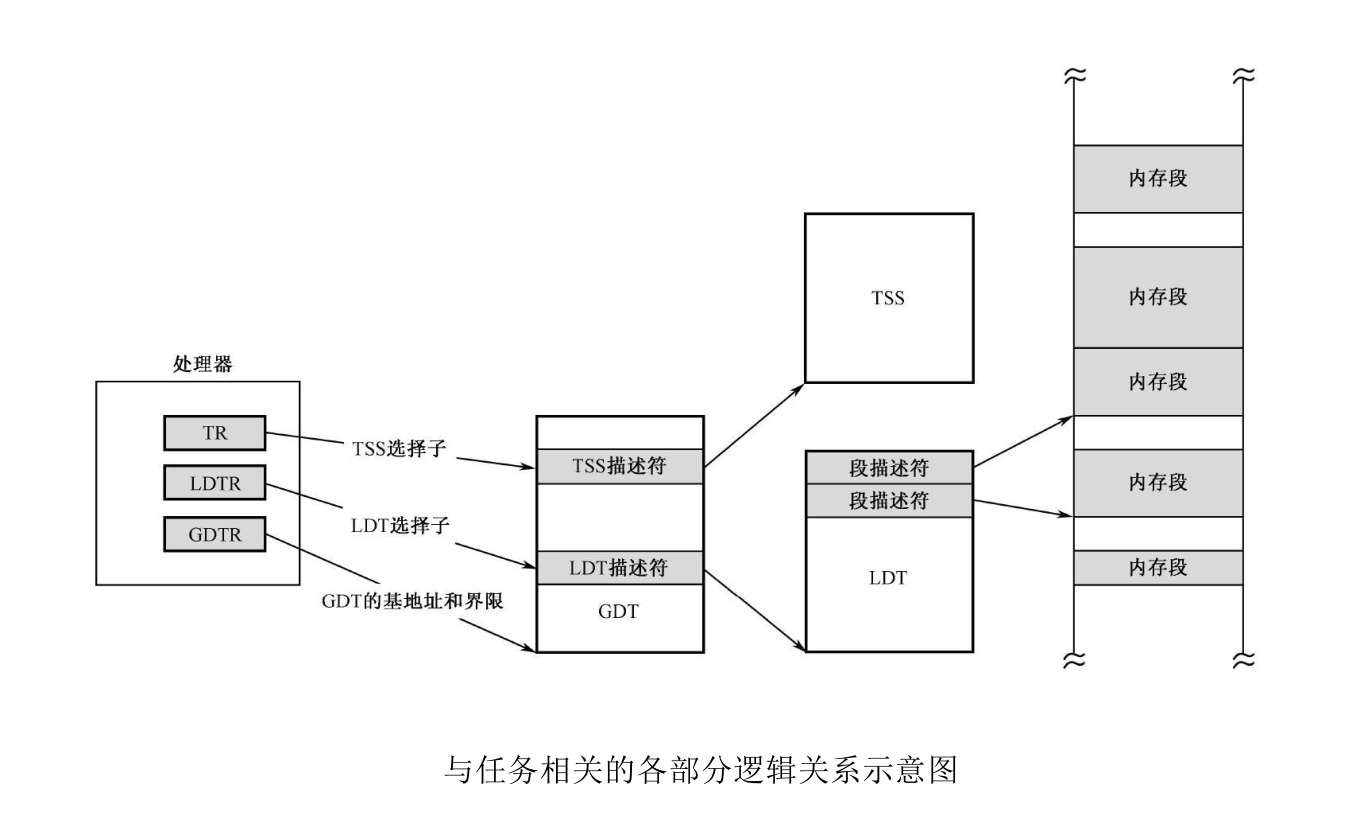 处理器
TR
LDTR
GDTR
TSS选择子
LDT选择子
GDT的基地址和界限
TSS描述符
LDT描述符
GDT
TSS
段描述符
段描述符
LDT
内存段
内存段
内存段
内存段
内存段
与任务相关的各部分逻辑关系示意图